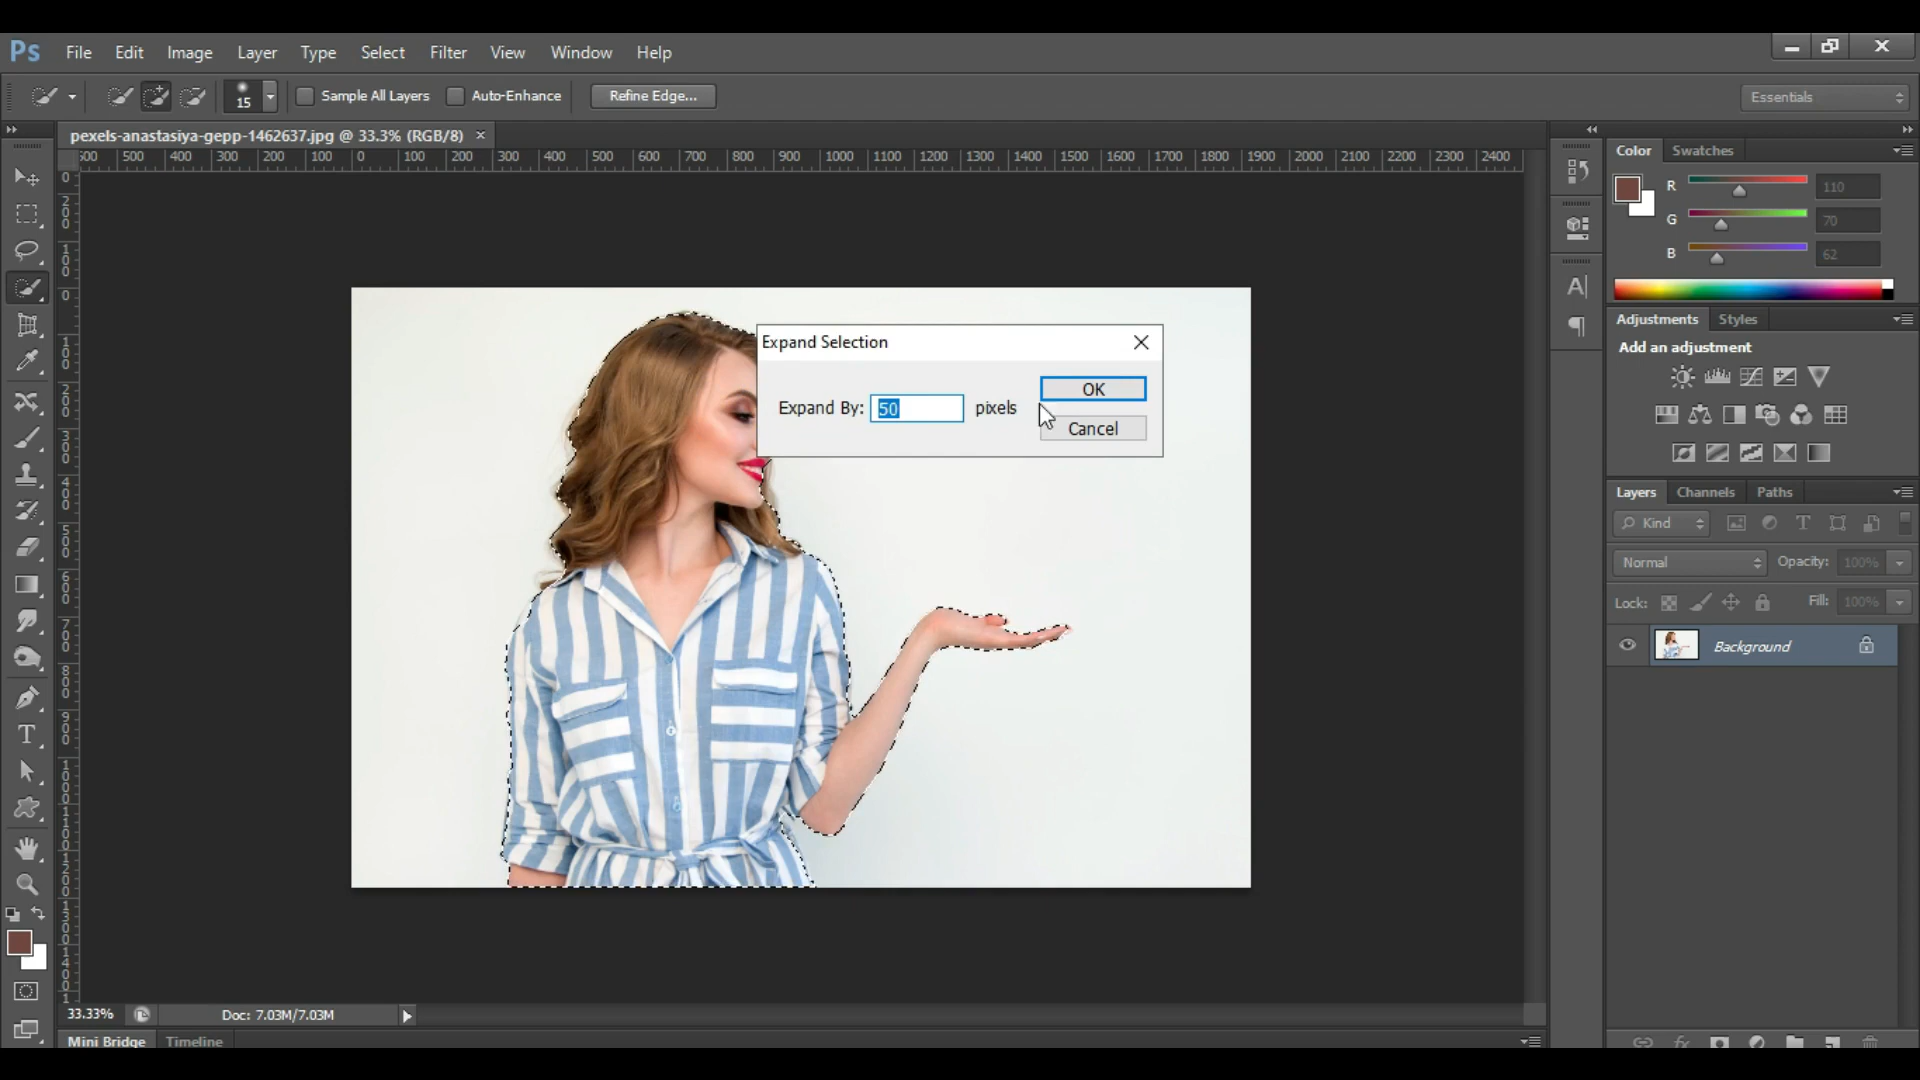 Ps File Edit Image Layer Type Select Filter View Window Help
15 Sample All Layers Auto-Enhance Refine Edge... Essentials
pexels-anastasiya-gepp-1462637.jpg @ 33.3% (RGB/8) ×
500 400 300 200 100 0 100 200 300 400 500 600 700 800 900 1000 1100 1200 1300 1400 1500 1600 1700 1800 1900 2000 2100 2200 2300 2400
Color Swatches
R 110
G 70
B 62
Adjustments Styles
Add an adjustment
Expand Selection
Expand By: 50 pixels
OK
Cancel
Layers Channels Paths
Kind
Normal Opacity: 100%
Lock: Fill: 100%
Background
33.33% Doc: 7.03M/7.03M
Mini Bridge Timeline